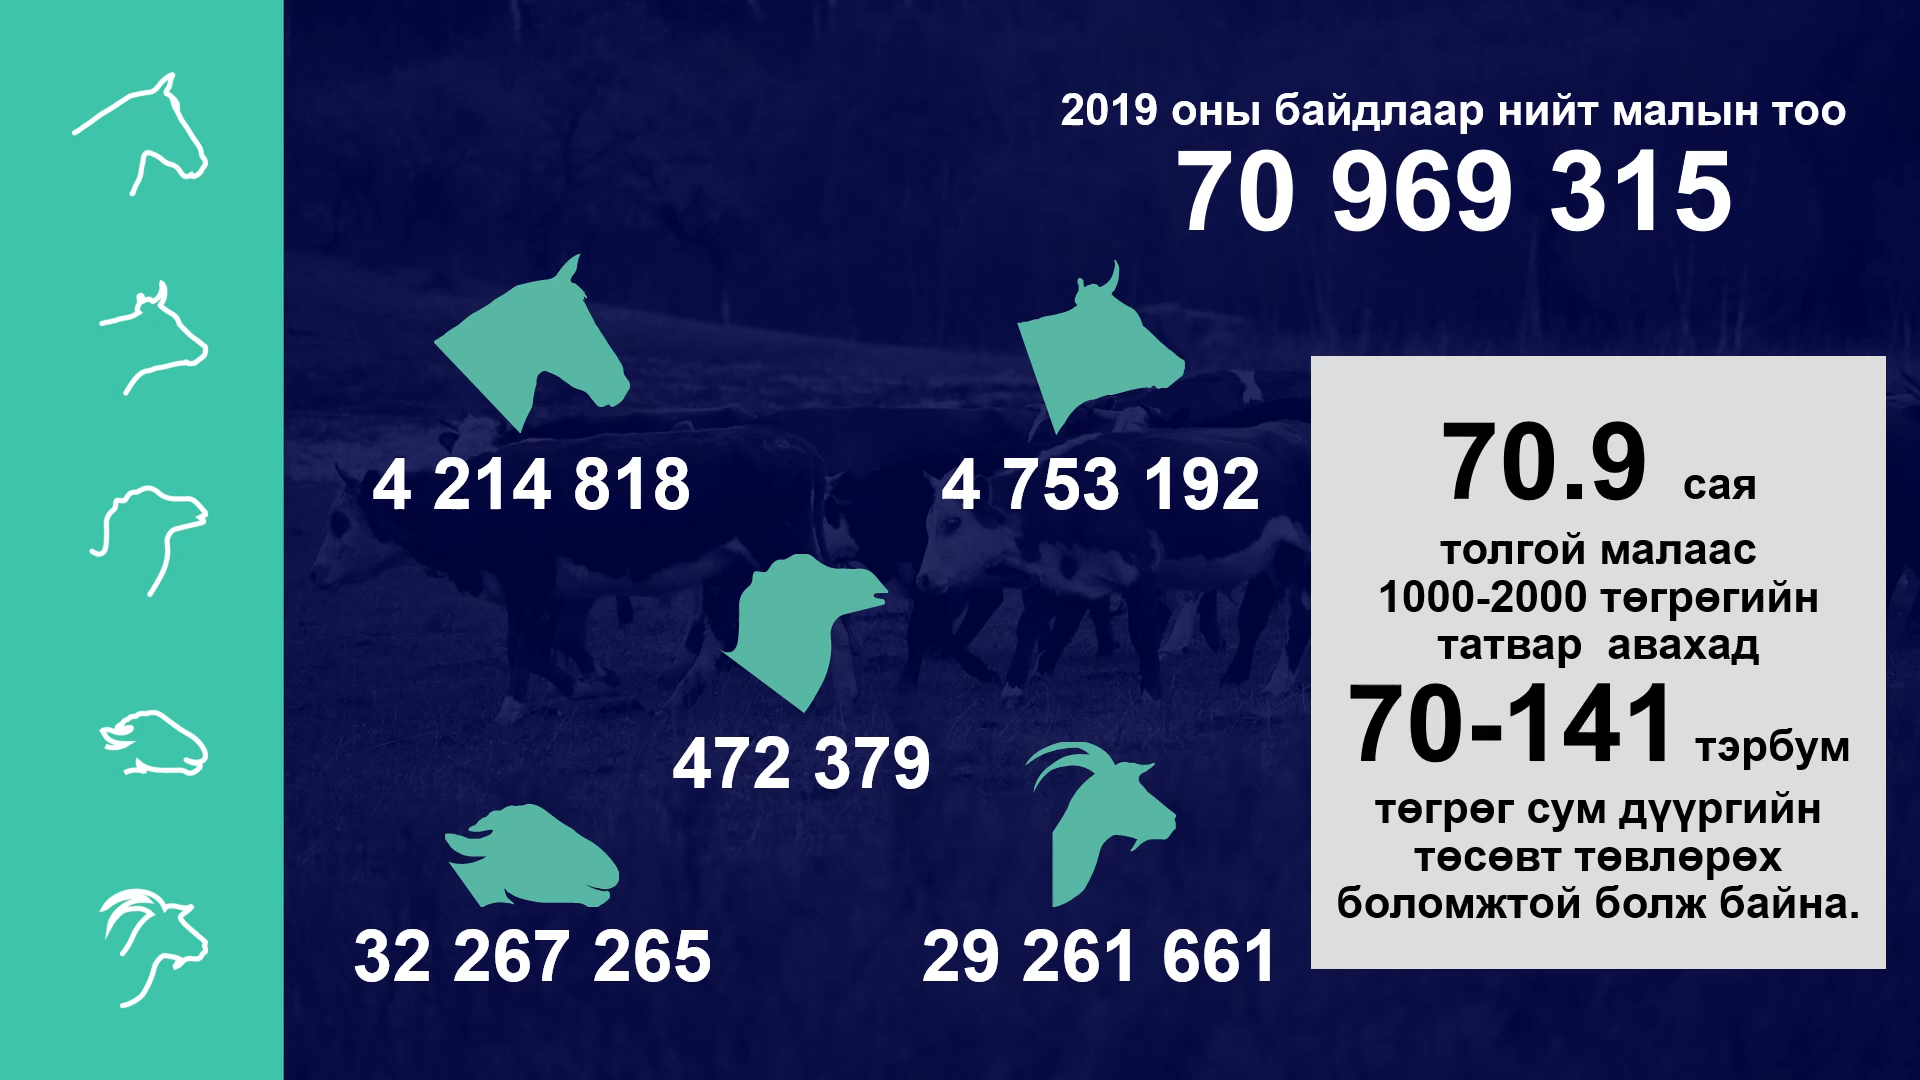 2019 оны байдлаар нийт малын тоо
70 969 315
4 214 818
4 753 192
472 379
32 267 265
29 261 661
70.9 сая
толгой малаас
1000-2000 төгрөгийн
татвар авахад
70-141 тэрбум
төгрөг сум дүүргийн
төсөвт төвлөрөх
боломжтой болж байна.